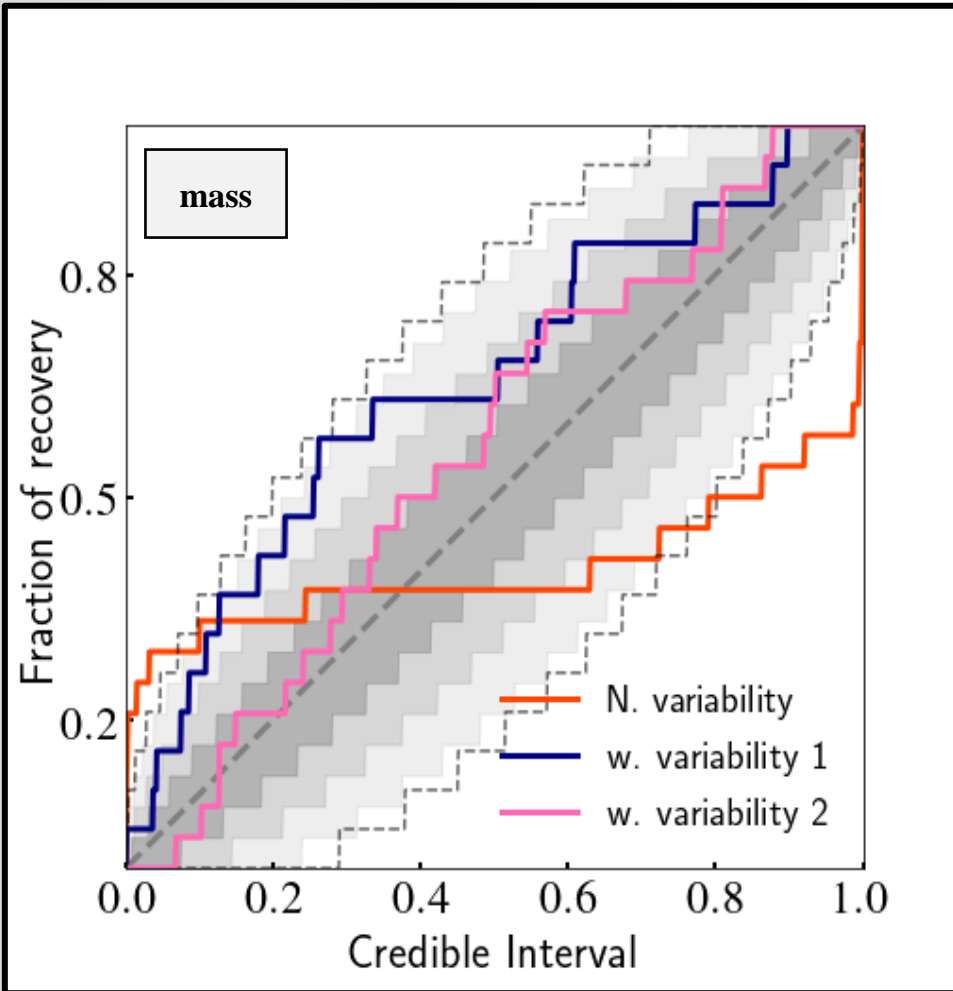 mass
Fraction of recovery
0.8
0.5
0.2
N. variability
w. variability 1
w. variability 2
0.0 0.2 0.4 0.6 0.8 1.0
Credible Interval